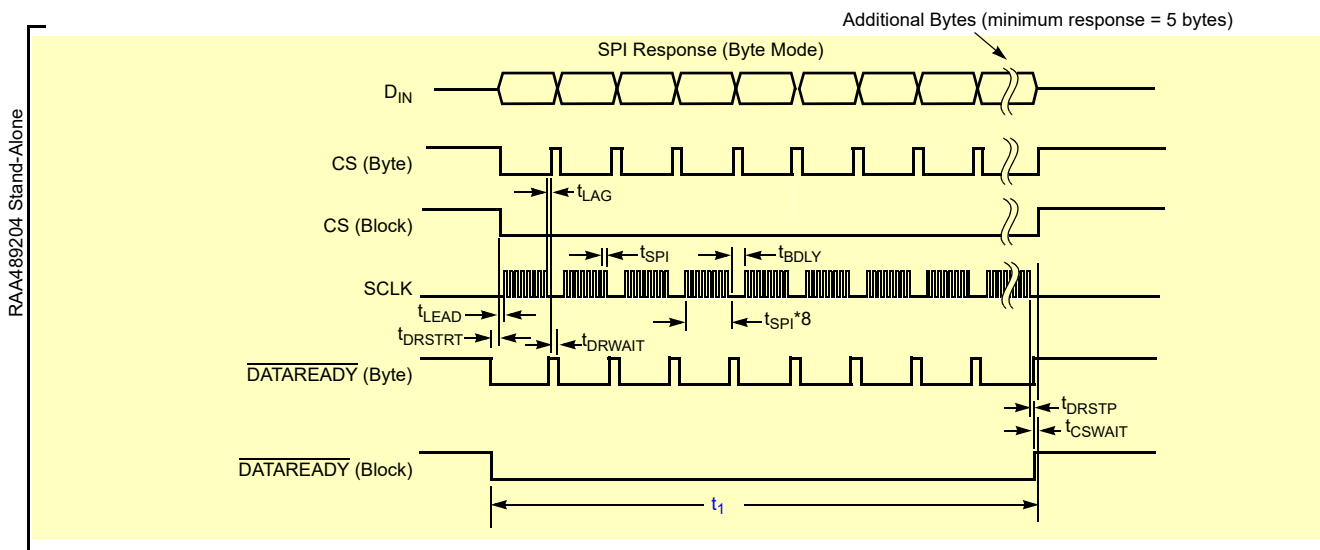 Additional Bytes (minimum response = 5 bytes)
SPI Response (Byte Mode)
RAA489204 Stand-Alone
DIN
CS (Byte)
tLAG
CS (Block)
tSPI
tBDLY
SCLK
tLEAD
tSPI*8
tDRSTRT
tDRWAIT
DATAREADY (Byte)
tDRSTP
tCSWAIT
DATAREADY (Block)
t1